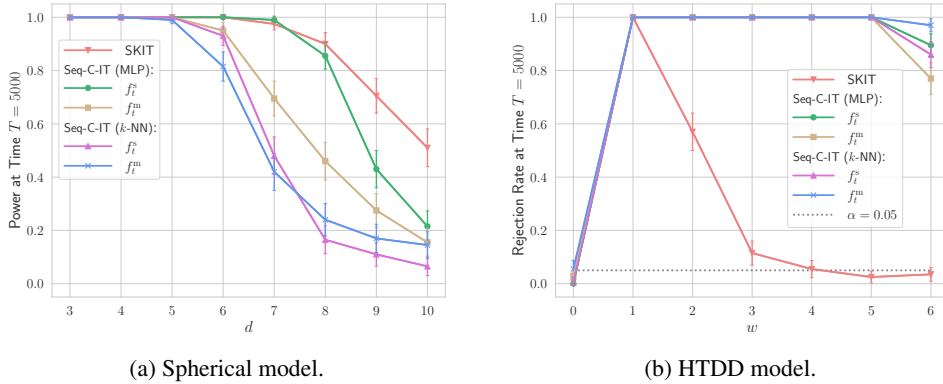 Power at Time T = 5000
1.0
0.8
0.6
0.4
0.2
0.0
SKIT
Seq-C-IT (MLP):
f_t^s
f_t^m
Seq-C-IT (k-NN):
f_t^s
f_t^m
3 4 5 6 7 8 9 10
d
(a) Spherical model.
Rejection Rate at Time T = 5000
1.0
0.8
0.6
0.4
0.2
0.0
SKIT
Seq-C-IT (MLP):
f_t^s
f_t^m
Seq-C-IT (k-NN):
f_t^s
f_t^m
α = 0.05
0 1 2 3 4 5 6
w
(b) HTDD model.